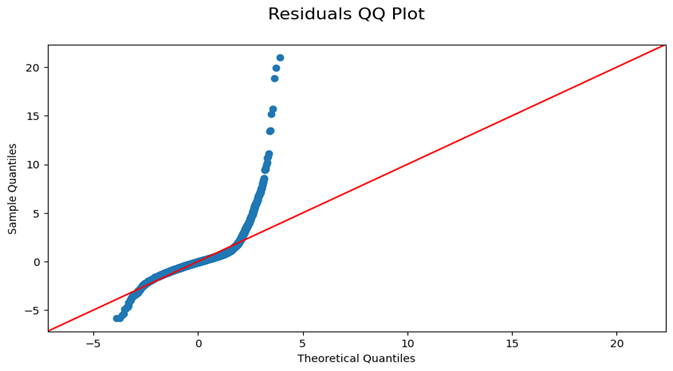 Residuals QQ Plot
20
15
10
5
0
−5
Sample Quantiles
−5 0 5 10 15 20
Theoretical Quantiles